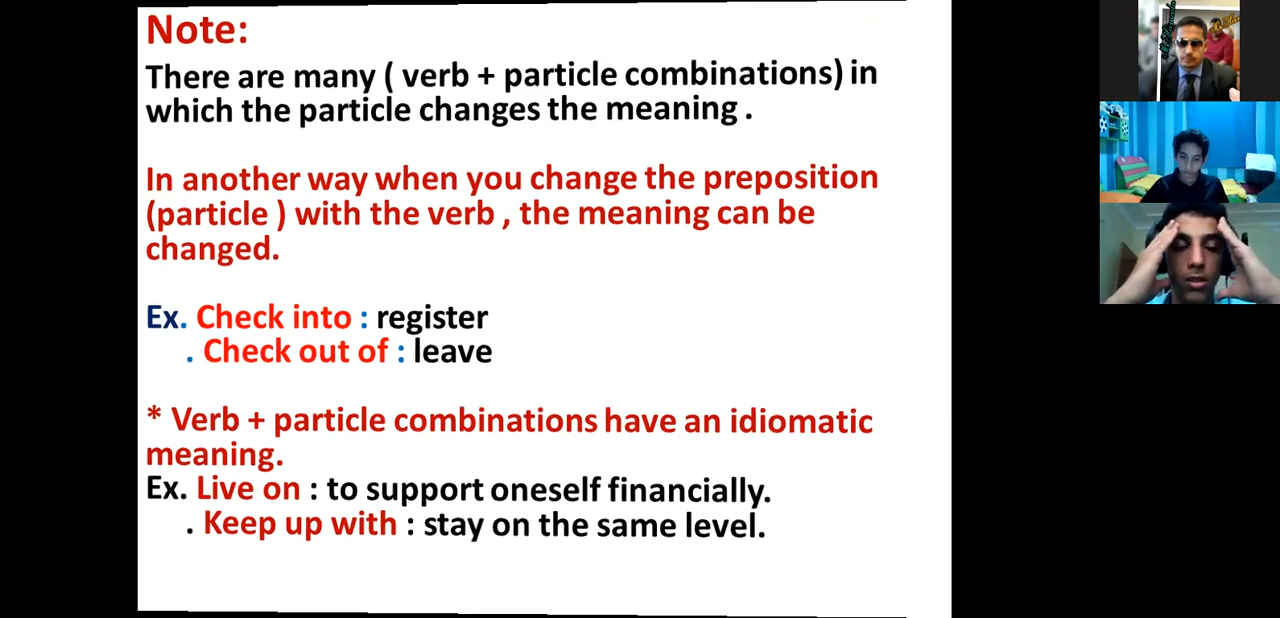 Note:
There are many ( verb + particle combinations) in
which the particle changes the meaning .
In another way when you change the preposition
(particle ) with the verb , the meaning can be
changed.
Ex. Check into : register
. Check out of : leave
* Verb + particle combinations have an idiomatic
meaning.
Ex. Live on : to support oneself financially.
. Keep up with : stay on the same level.